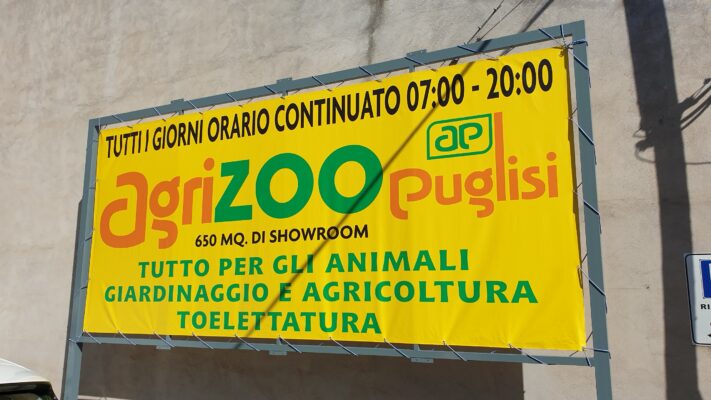 TUTTI I GIORNI ORARIO CONTINUATO 07:00 - 20:00
ap
agriZOO puglisi
650 MQ. DI SHOWROOM
TUTTO PER GLI ANIMALI
GIARDINAGGIO E AGRICOLTURA
TOELETTATURA